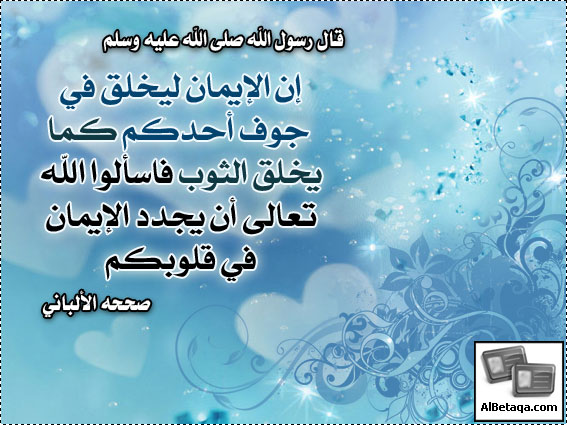 قال رسول الله صلى الله عليه وسلم
إن الإيمان ليخلق في
جوف أحدكم كما
يخلق الثوب فاسألوا الله
تعالى أن يجدد الإيمان
في قلوبكم
صححه الألباني
AlBetaqa.com